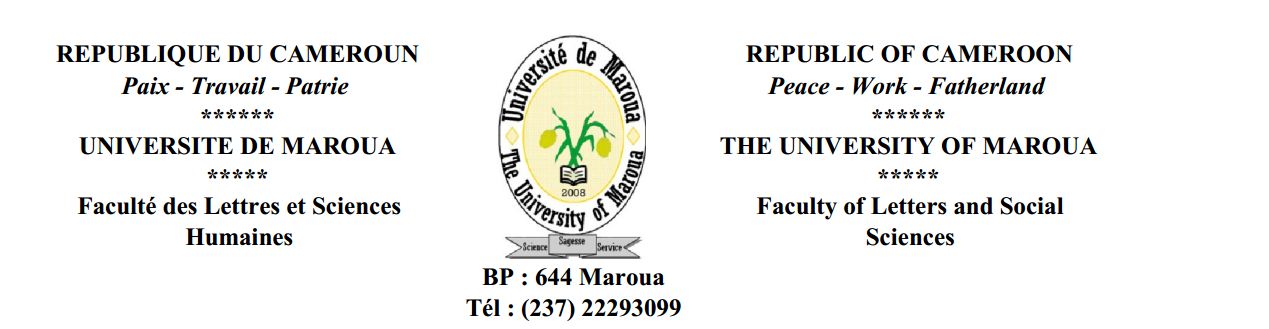 REPUBLIQUE DU CAMEROUN
Paix - Travail - Patrie
******
UNIVERSITE DE MAROUA
*****
Faculté des Lettres et Sciences
Humaines
Université de Maroua
The University of Maroua
2008
Science Sagesse Service
BP : 644 Maroua
Tél : (237) 22293099
REPUBLIC OF CAMEROON
Peace - Work - Fatherland
******
THE UNIVERSITY OF MAROUA
*****
Faculty of Letters and Social
Sciences